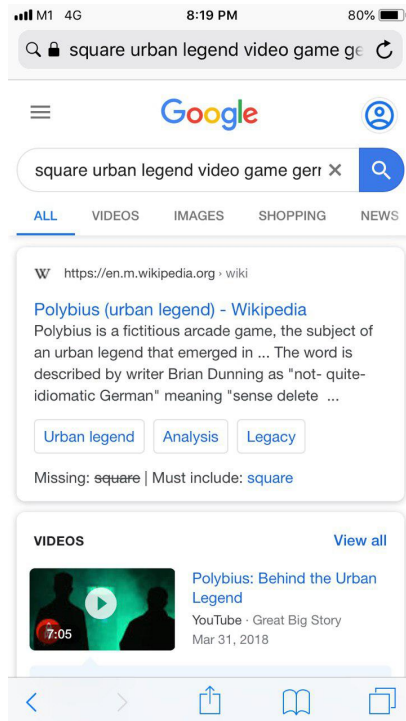 M1 4G 8:19 PM 80%
square urban legend video game ge
Google
square urban legend video game gerr
ALL VIDEOS IMAGES SHOPPING NEWS
W https://en.m.wikipedia.org › wiki
Polybius (urban legend) - Wikipedia
Polybius is a fictitious arcade game, the subject of
an urban legend that emerged in ... The word is
described by writer Brian Dunning as "not- quite-
idiomatic German" meaning "sense delete ...
Urban legend Analysis Legacy
Missing: square | Must include: square
VIDEOS View all
Polybius: Behind the Urban
Legend
YouTube · Great Big Story
7:05
Mar 31, 2018